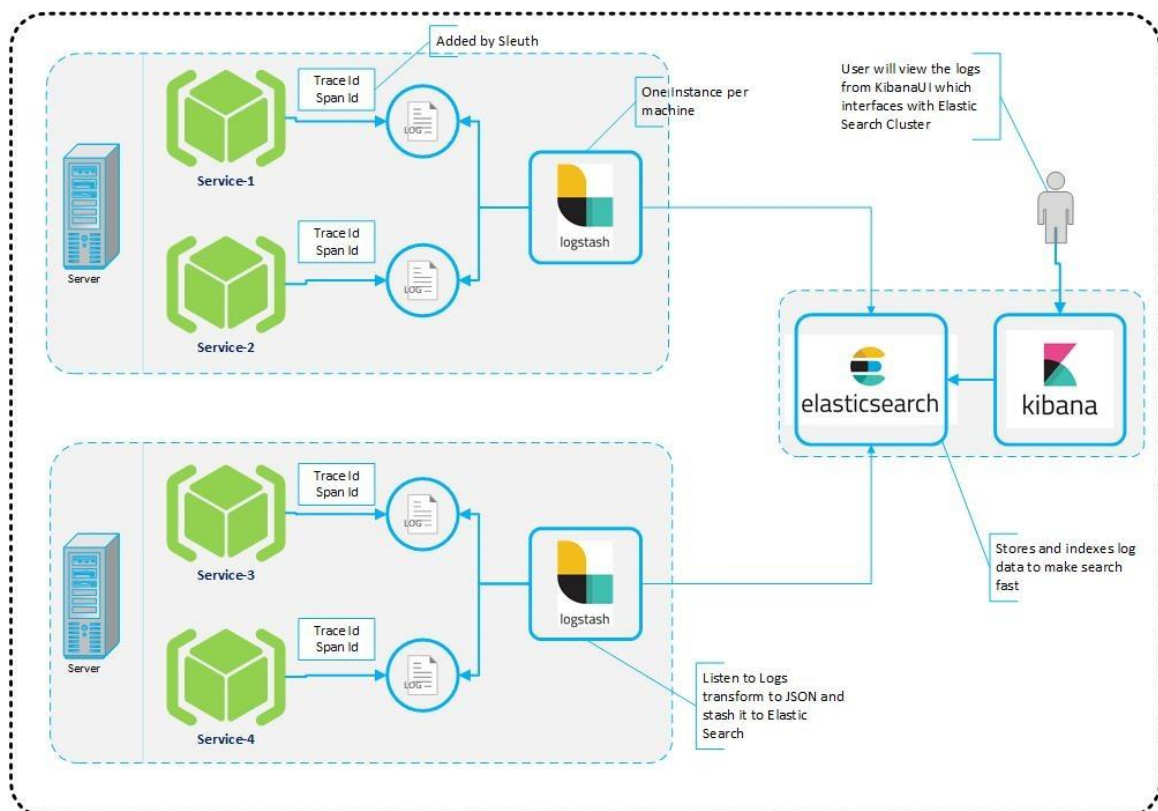 Added by Sleuth
Trace Id
Span Id
LOG
Service-1
One Instance per
machine
logstash
Trace Id
Span Id
LOG
Service-2
Server
User will view the logs
from KibanaUI which
interfaces with Elastic
Search Cluster
elasticsearch
kibana
Stores and indexes log
data to make search
fast
Trace Id
Span Id
LOG
Service-3
logstash
Trace Id
Span Id
LOG
Service-4
Server
Listen to Logs
transform to JSON and
stash it to Elastic
Search